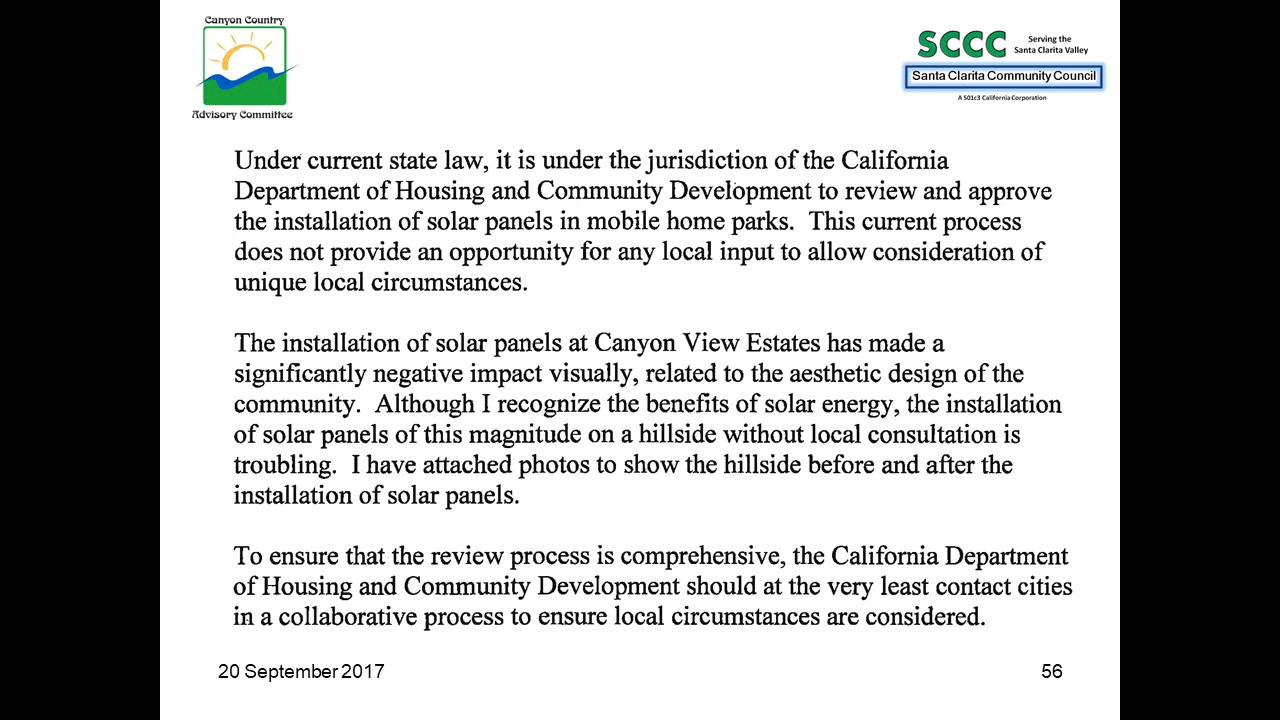 Canyon Country
Advisory Committee
SCCC
Serving the
Santa Clarita Valley
Santa Clarita Community Council
A 501c3 California Corporation
Under current state law, it is under the jurisdiction of the California
Department of Housing and Community Development to review and approve
the installation of solar panels in mobile home parks.  This current process
does not provide an opportunity for any local input to allow consideration of
unique local circumstances.
The installation of solar panels at Canyon View Estates has made a
significantly negative impact visually, related to the aesthetic design of the
community.  Although I recognize the benefits of solar energy, the installation
of solar panels of this magnitude on a hillside without local consultation is
troubling.  I have attached photos to show the hillside before and after the
installation of solar panels.
To ensure that the review process is comprehensive, the California Department
of Housing and Community Development should at the very least contact cities
in a collaborative process to ensure local circumstances are considered.
20 September 2017
56